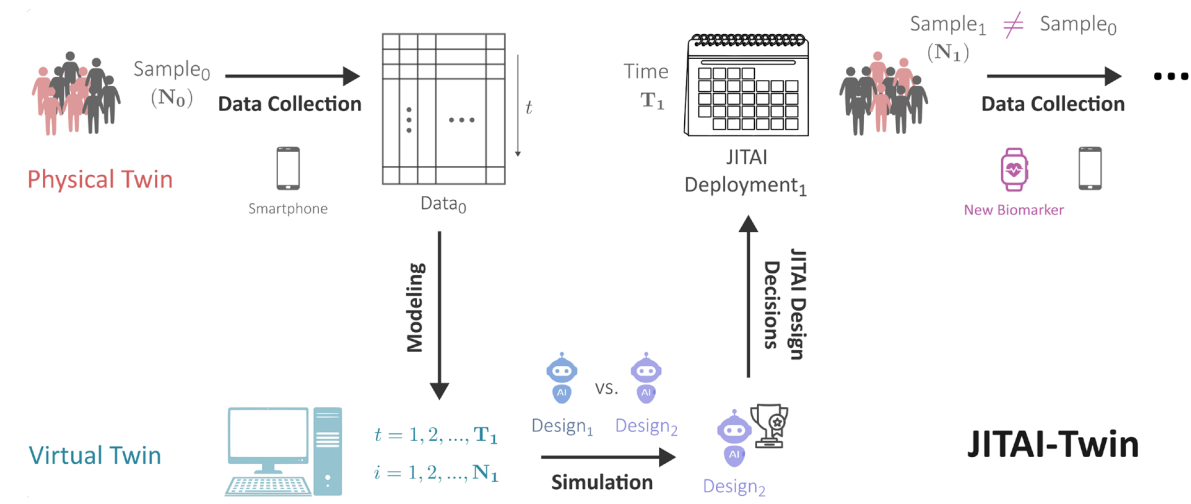 Sample₀
(N₀)
Data Collection
Smartphone
Physical Twin
t
Data₀
Time
T₁
JITAI
Deployment₁
Sample₁ ≠ Sample₀
(N₁)
Data Collection
...
New Biomarker
Modeling
JITAI Design
Decisions
Virtual Twin
t = 1, 2, ..., T₁
i = 1, 2, ..., N₁
AI
vs.
AI
Design₁
Design₂
Simulation
AI
Design₂
JITAI-Twin